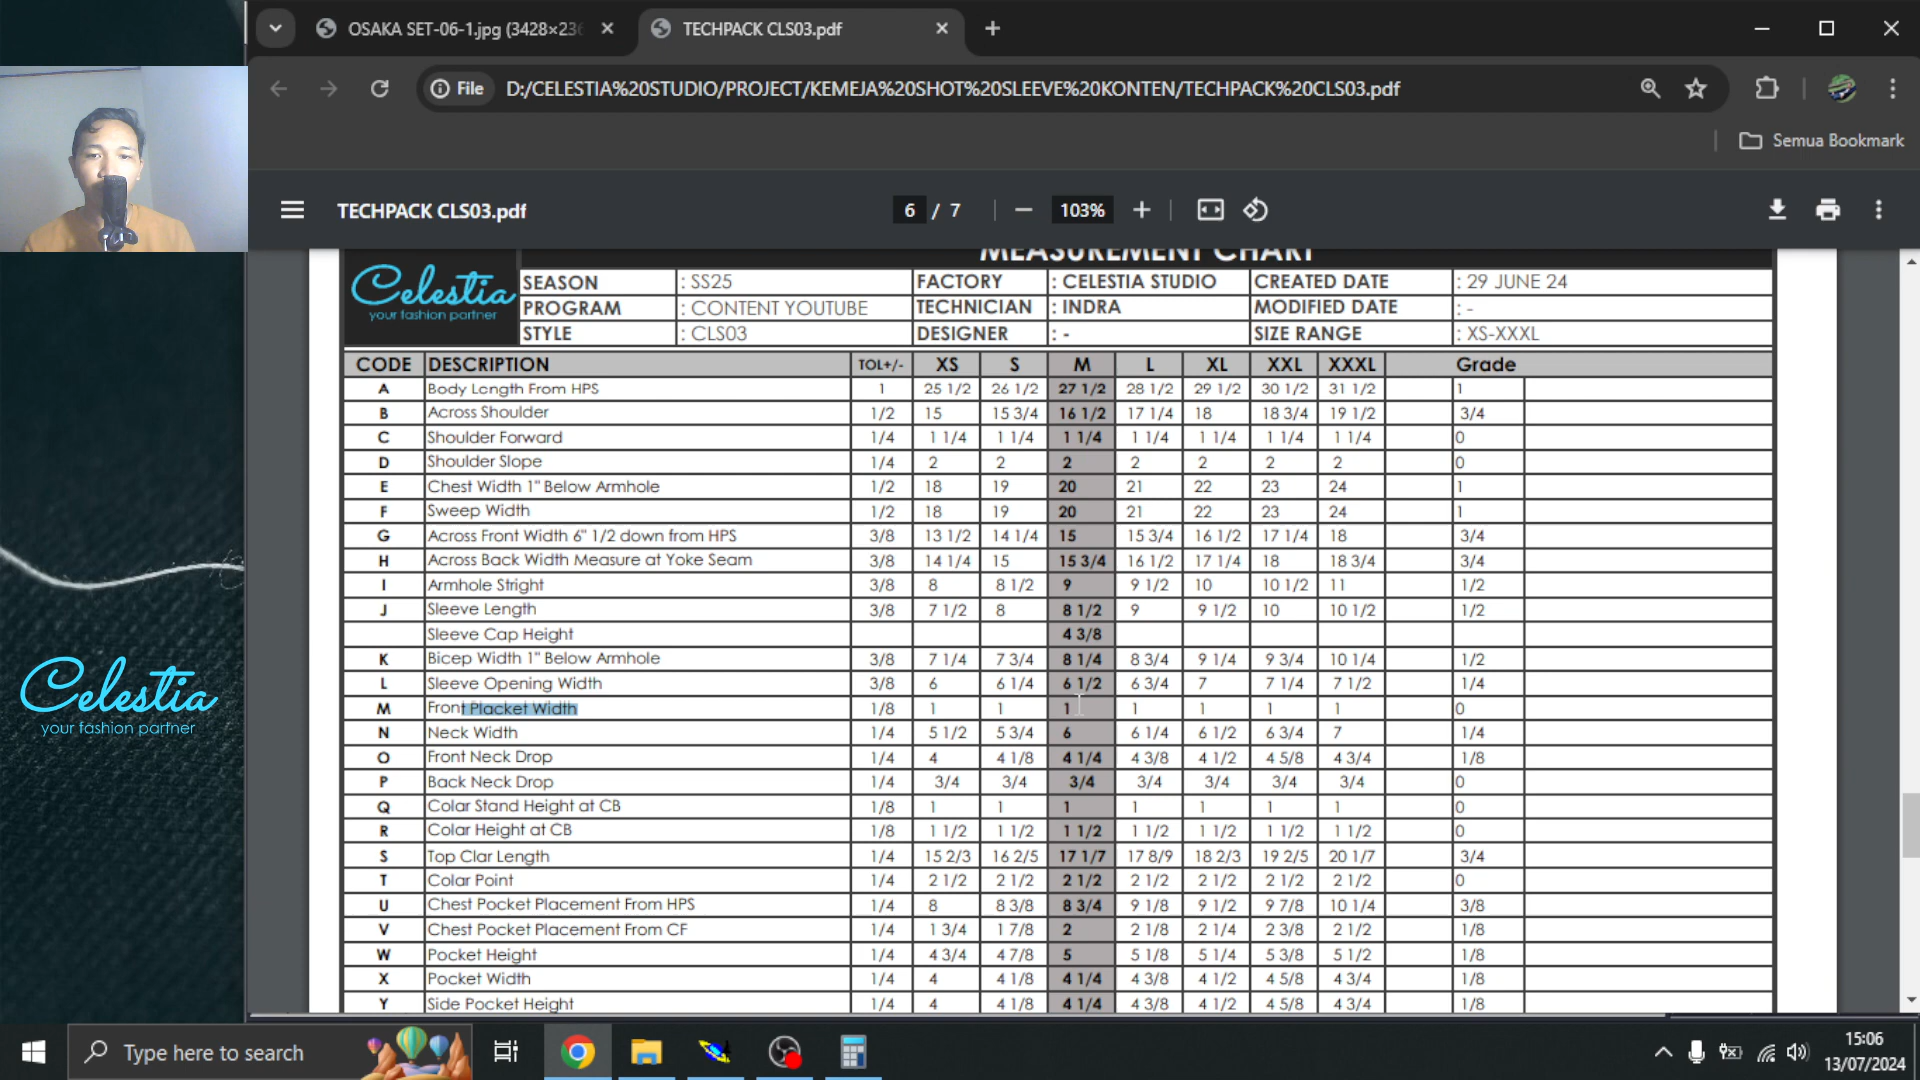 OSAKA SET-06-1.jpg (3428×236
TECHPACK CLS03.pdf
File
D:/CELESTIA%20STUDIO/PROJECT/KEMEJA%20SHOT%20SLEEVE%20KONTEN/TECHPACK%20CLS03.pdf
Semua Bookmark
TECHPACK CLS03.pdf
6 / 7
103%
MEASUREMENT CHART
Celestia
your fashion partner
SEASON : SS25 FACTORY : CELESTIA STUDIO CREATED DATE : 29 JUNE 24
PROGRAM : CONTENT YOUTUBE TECHNICIAN : INDRA MODIFIED DATE : -
STYLE : CLS03 DESIGNER : - SIZE RANGE : XS-XXXL
CODE DESCRIPTION TOL+/- XS S M L XL XXL XXXL Grade
A Body Length From HPS 1 25 1/2 26 1/2 27 1/2 28 1/2 29 1/2 30 1/2 31 1/2 1
B Across Shoulder 1/2 15 15 3/4 16 1/2 17 1/4 18 18 3/4 19 1/2 3/4
C Shoulder Forward 1/4 1 1/4 1 1/4 1 1/4 1 1/4 1 1/4 1 1/4 1 1/4 0
D Shoulder Slope 1/4 2 2 2 2 2 2 2 0
E Chest Width 1" Below Armhole 1/2 18 19 20 21 22 23 24 1
F Sweep Width 1/2 18 19 20 21 22 23 24 1
G Across Front Width 6" 1/2 down from HPS 3/8 13 1/2 14 1/4 15 15 3/4 16 1/2 17 1/4 18 3/4
H Across Back Width Measure at Yoke Seam 3/8 14 1/4 15 15 3/4 16 1/2 17 1/4 18 18 3/4 3/4
I Armhole Stright 3/8 8 8 1/2 9 9 1/2 10 10 1/2 11 1/2
J Sleeve Length 3/8 7 1/2 8 8 1/2 9 9 1/2 10 10 1/2 1/2
Sleeve Cap Height 4 3/8
K Bicep Width 1" Below Armhole 3/8 7 1/4 7 3/4 8 1/4 8 3/4 9 1/4 9 3/4 10 1/4 1/2
L Sleeve Opening Width 3/8 6 6 1/4 6 1/2 6 3/4 7 7 1/4 7 1/2 1/4
M Front Placket Width 1/8 1 1 1 1 1 1 1 0
N Neck Width 1/4 5 1/2 5 3/4 6 6 1/4 6 1/2 6 3/4 7 1/4
O Front Neck Drop 1/4 4 4 1/8 4 1/4 4 3/8 4 1/2 4 5/8 4 3/4 1/8
P Back Neck Drop 1/4 3/4 3/4 3/4 3/4 3/4 3/4 3/4 0
Q Colar Stand Height at CB 1/8 1 1 1 1 1 1 1 0
R Colar Height at CB 1/8 1 1/2 1 1/2 1 1/2 1 1/2 1 1/2 1 1/2 1 1/2 0
S Top Clar Length 1/4 15 2/3 16 2/5 17 1/7 17 8/9 18 2/3 19 2/5 20 1/7 3/4
T Colar Point 1/4 2 1/2 2 1/2 2 1/2 2 1/2 2 1/2 2 1/2 2 1/2 0
U Chest Pocket Placement From HPS 1/4 8 8 3/8 8 3/4 9 1/8 9 1/2 9 7/8 10 1/4 3/8
V Chest Pocket Placement From CF 1/4 1 3/4 1 7/8 2 2 1/8 2 1/4 2 3/8 2 1/2 1/8
W Pocket Height 1/4 4 3/4 4 7/8 5 5 1/8 5 1/4 5 3/8 5 1/2 1/8
X Pocket Width 1/4 4 4 1/8 4 1/4 4 3/8 4 1/2 4 5/8 4 3/4 1/8
Y Side Pocket Height 1/4 4 4 1/8 4 1/4 4 3/8 4 1/2 4 5/8 4 3/4 1/8
Celestia
your fashion partner
Type here to search
15:06
13/07/2024